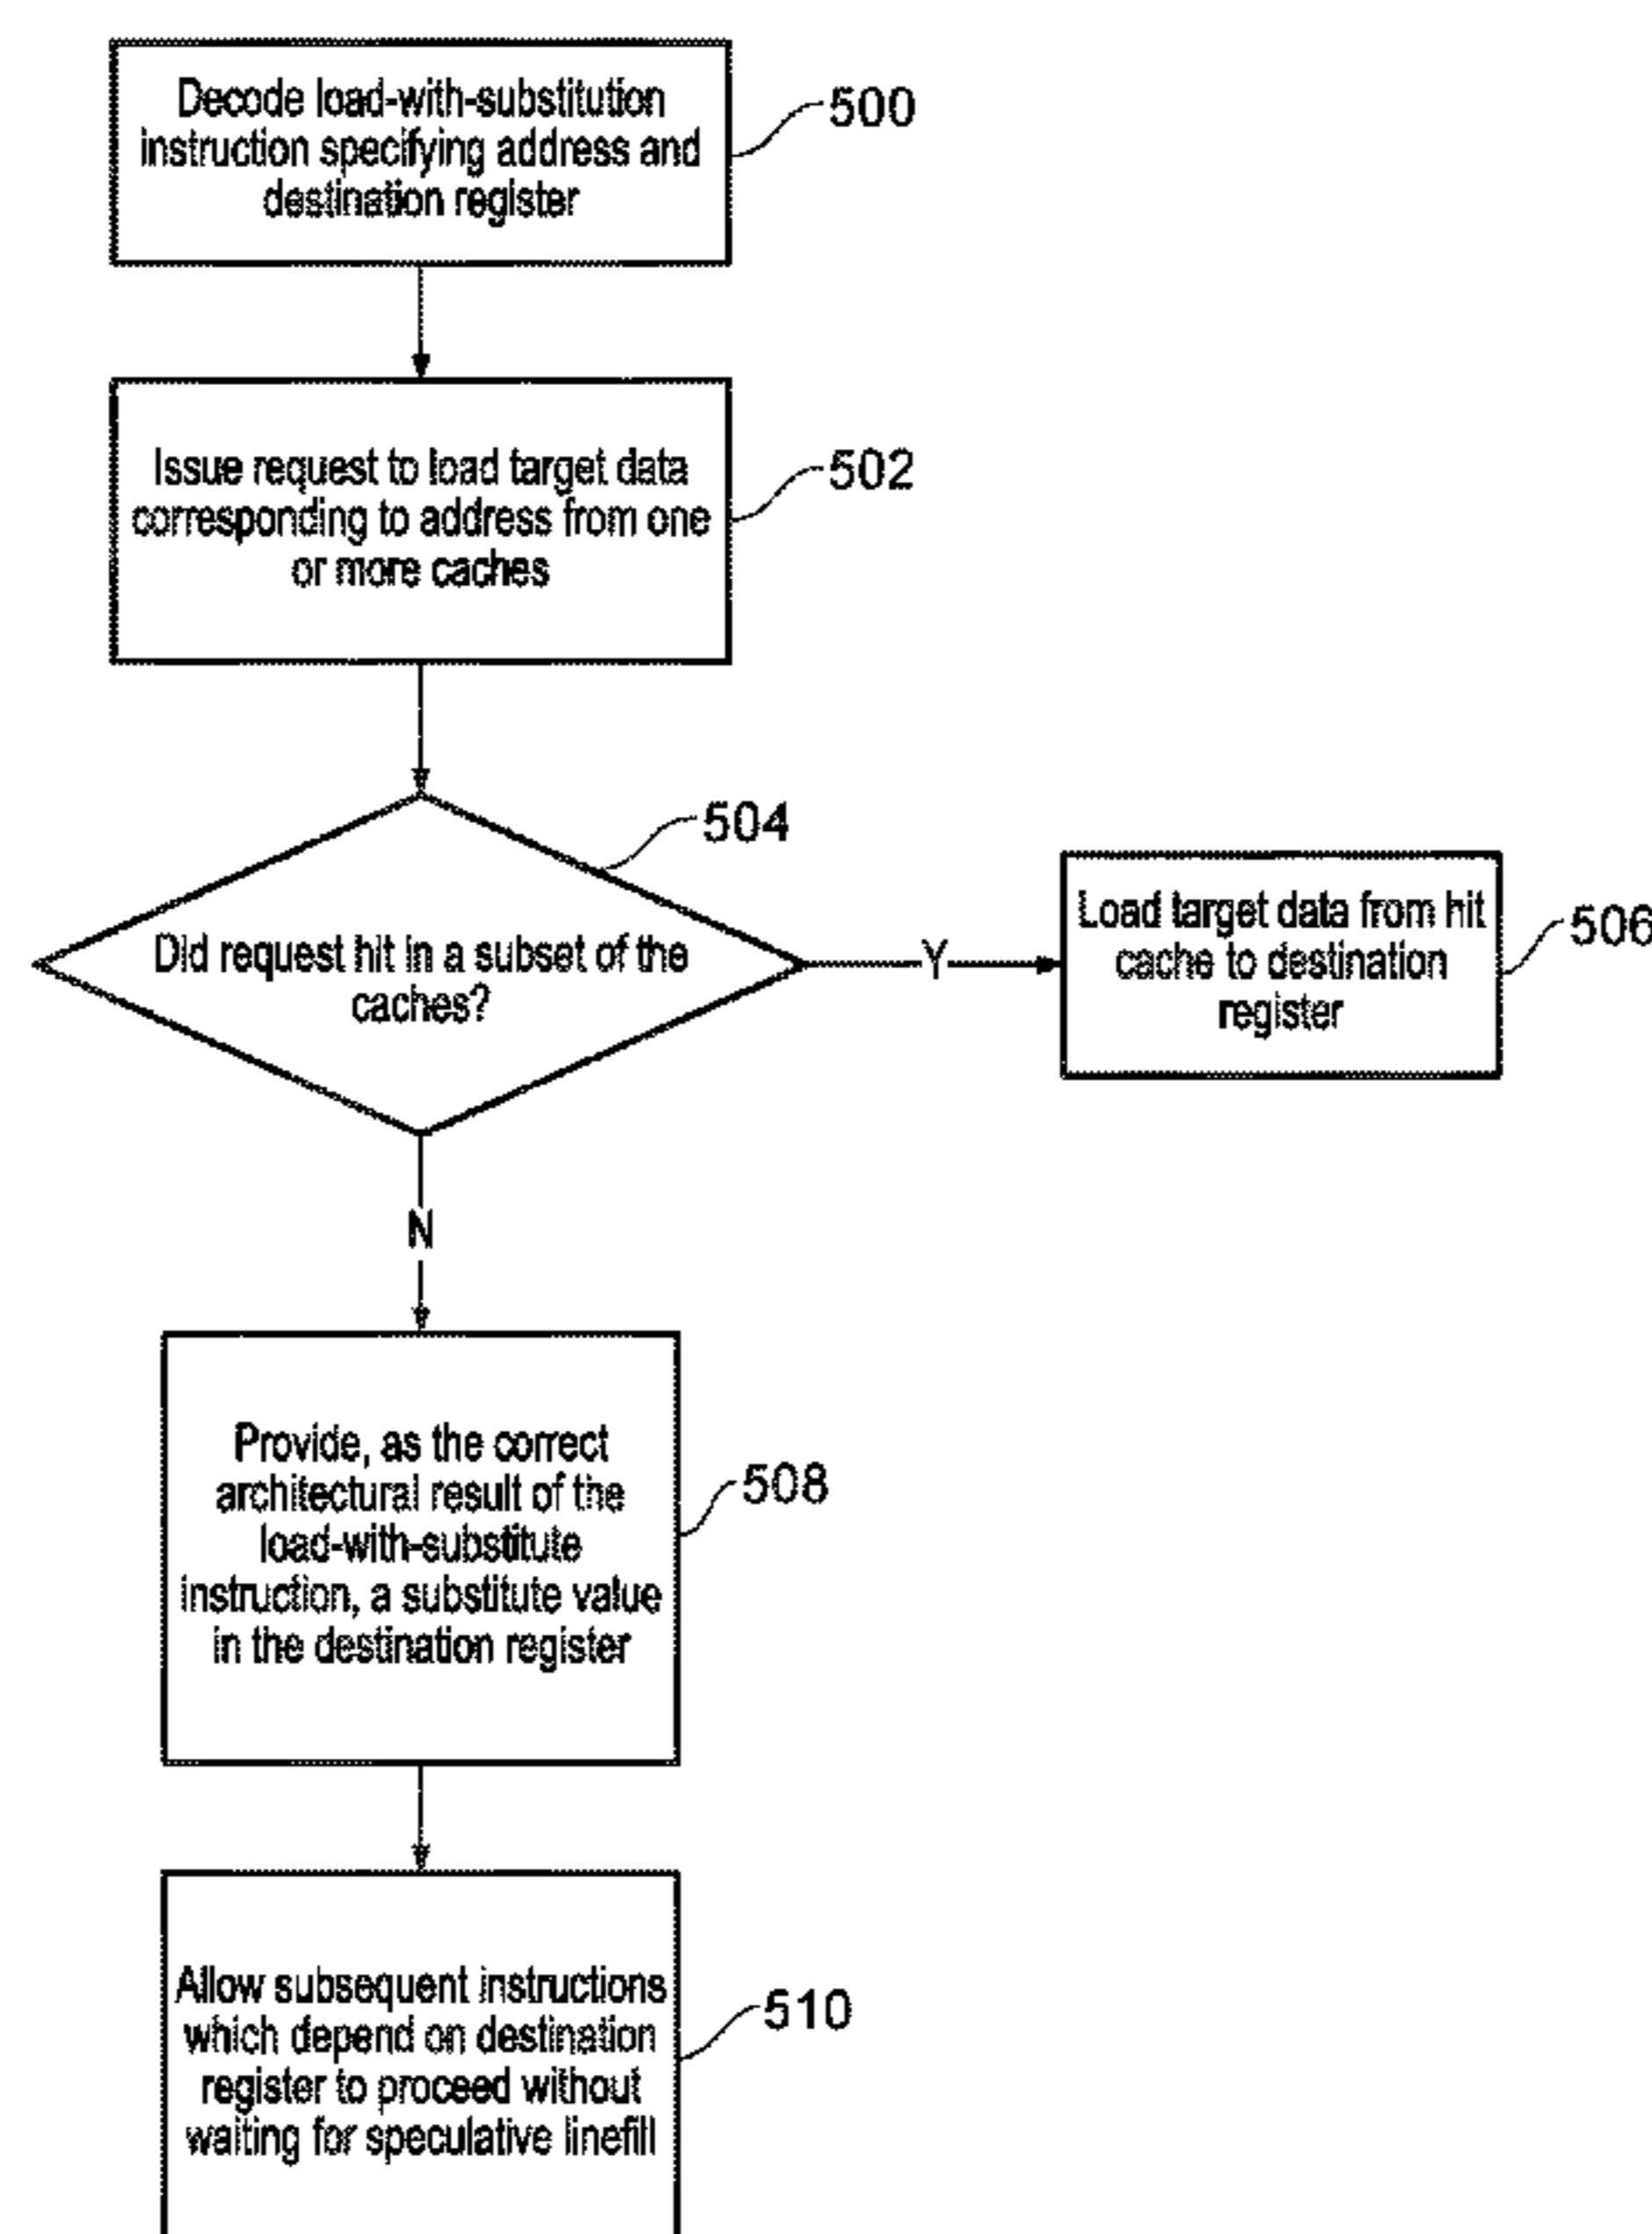 Decode load-with-substitution
instruction specifying address and
destination register
500
Issue request to load target data
corresponding to address from one
or more caches
502
504
Did request hit in a subset of the
caches?
Y
Load target data from hit
cache to destination
register
506
N
Provide, as the correct
architectural result of the
load-with-substitute
instruction, a substitute value
in the destination register
508
Allow subsequent instructions
which depend on destination
register to proceed without
waiting for speculative linefill
510